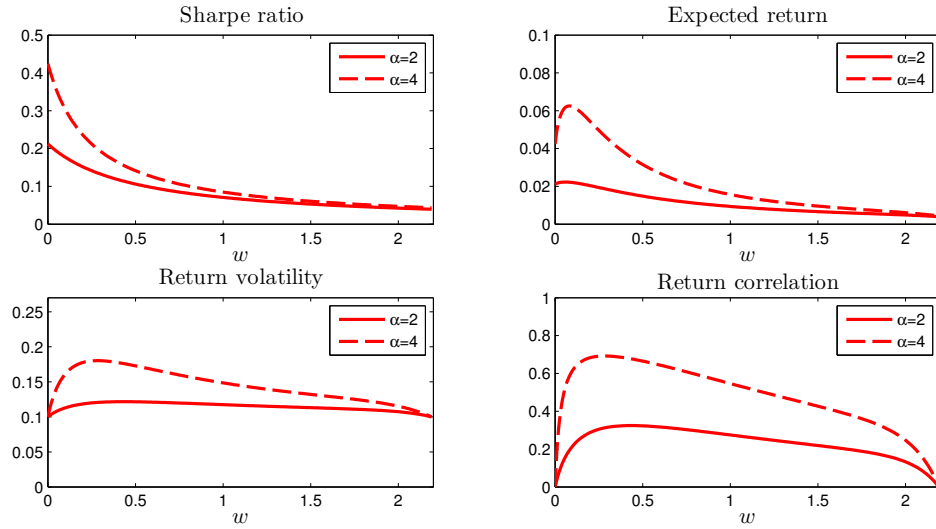 Sharpe ratio
0.5
0.4
0.3
0.2
0.1
0
0
0.5
1
1.5
2
w
α=2
α=4
Expected return
0.1
0.08
0.06
0.04
0.02
0
0
0.5
1
1.5
2
w
α=2
α=4
Return volatility
0.25
0.2
0.15
0.1
0.05
0
0
0.5
1
1.5
2
w
α=2
α=4
Return correlation
1
0.8
0.6
0.4
0.2
0
0
0.5
1
1.5
2
w
α=2
α=4